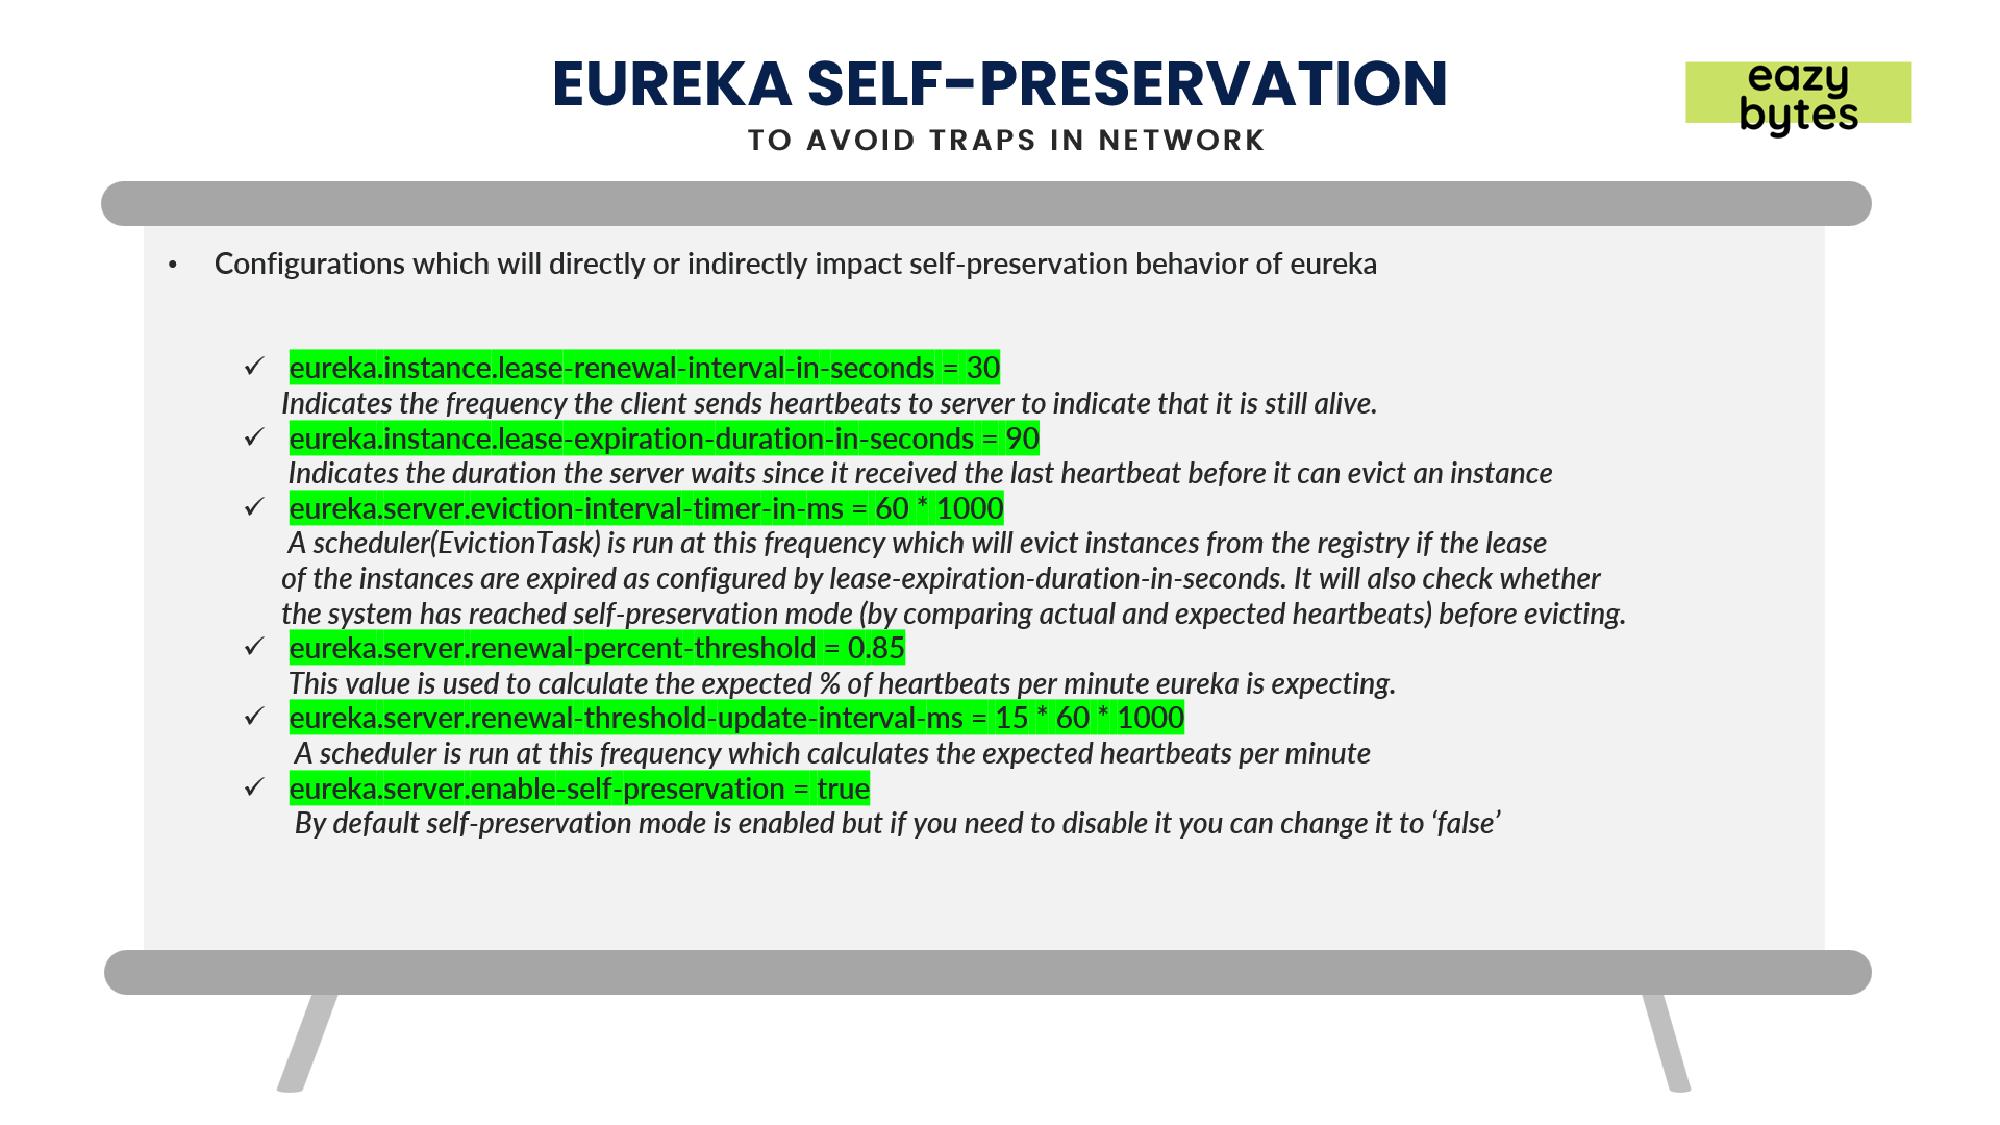 EUREKA SELF-PRESERVATION
TO AVOID TRAPS IN NETWORK
eazy
bytes
• Configurations which will directly or indirectly impact self-preservation behavior of eureka
✓ eureka.instance.lease-renewal-interval-in-seconds = 30
Indicates the frequency the client sends heartbeats to server to indicate that it is still alive.
✓ eureka.instance.lease-expiration-duration-in-seconds = 90
Indicates the duration the server waits since it received the last heartbeat before it can evict an instance
✓ eureka.server.eviction-interval-timer-in-ms = 60 * 1000
A scheduler(EvictionTask) is run at this frequency which will evict instances from the registry if the lease
of the instances are expired as configured by lease-expiration-duration-in-seconds. It will also check whether
the system has reached self-preservation mode (by comparing actual and expected heartbeats) before evicting.
✓ eureka.server.renewal-percent-threshold = 0.85
This value is used to calculate the expected % of heartbeats per minute eureka is expecting.
✓ eureka.server.renewal-threshold-update-interval-ms = 15 * 60 * 1000
A scheduler is run at this frequency which calculates the expected heartbeats per minute
✓ eureka.server.enable-self-preservation = true
By default self-preservation mode is enabled but if you need to disable it you can change it to ‘false’